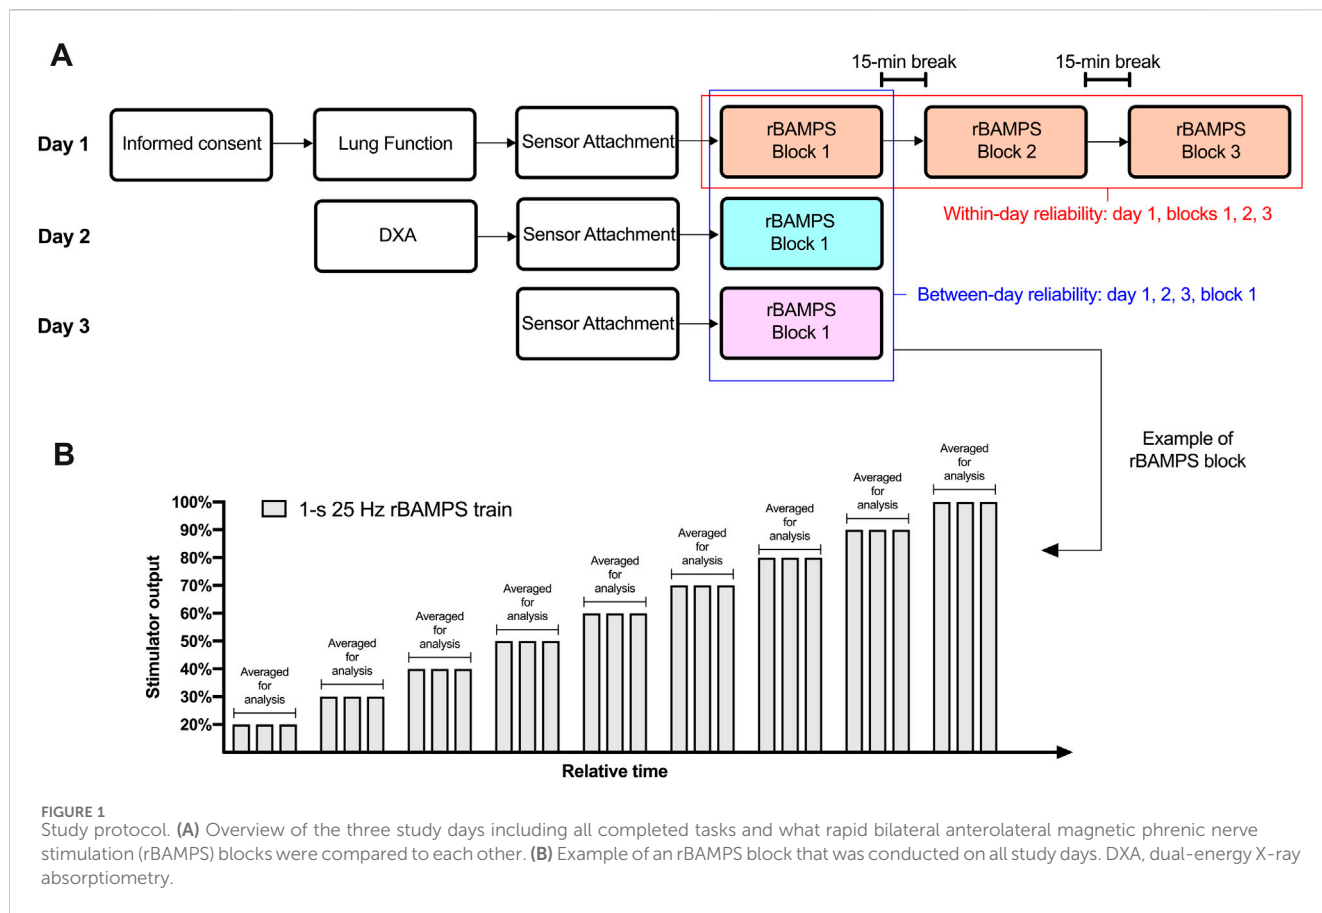 A
15-min break
15-min break
Day 1
Informed consent
Lung Function
Sensor Attachment
rBAMPS
Block 1
rBAMPS
Block 2
rBAMPS
Block 3
Within-day reliability: day 1, blocks 1, 2, 3
Day 2
DXA
Sensor Attachment
rBAMPS
Block 1
Between-day reliability: day 1, 2, 3, block 1
Day 3
Sensor Attachment
rBAMPS
Block 1
Example of
rBAMPS block
B
1-s 25 Hz rBAMPS train
Stimulator output
100%
90%
80%
70%
60%
50%
40%
30%
20%
Averaged
for
analysis
Averaged
for
analysis
Averaged
for
analysis
Averaged
for
analysis
Averaged
for
analysis
Averaged
for
analysis
Averaged
for
analysis
Averaged
for
analysis
Averaged
for
analysis
Relative time
FIGURE 1
Study protocol. (A) Overview of the three study days including all completed tasks and what rapid bilateral anterolateral magnetic phrenic nerve
stimulation (rBAMPS) blocks were compared to each other. (B) Example of an rBAMPS block that was conducted on all study days. DXA, dual-energy X-ray
absorptiometry.